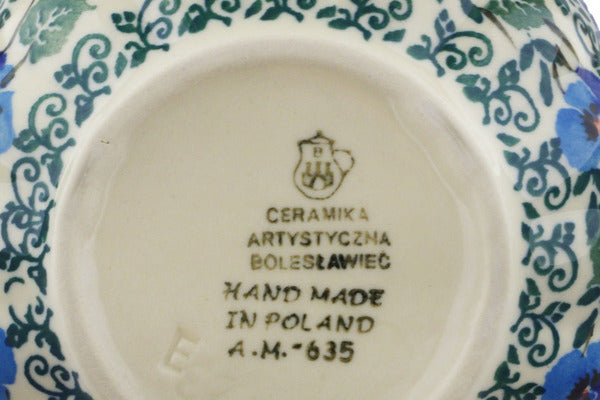 B
CERAMIKA
ARTYSTYCZNA
BOLESŁAWIEC
HAND MADE
IN POLAND
A.M.-635
E